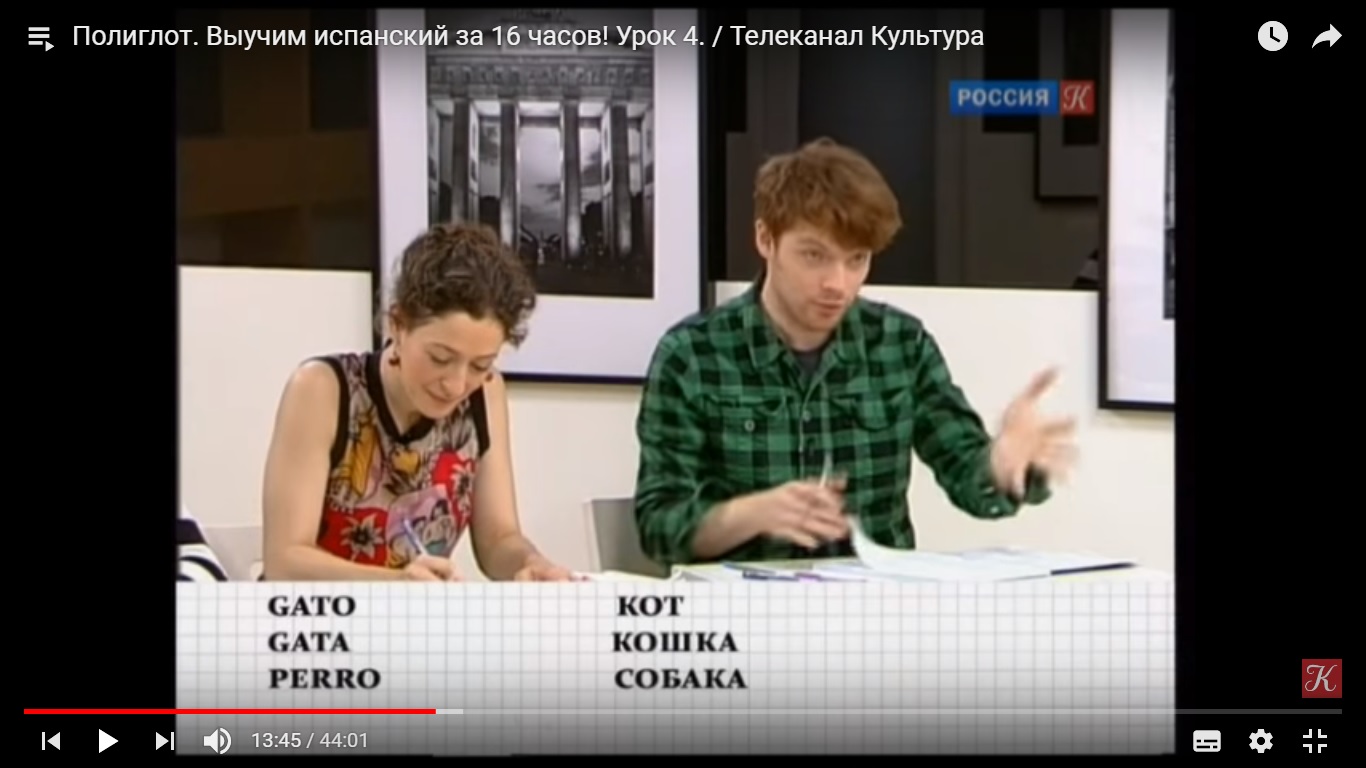 Полиглот. Выучим испанский за 16 часов! Урок 4. / Телеканал Культура
РОССИЯ К
GATO КОТ
GATA КОШКА
PERRO СОБАКА
К
13:45 / 44:01